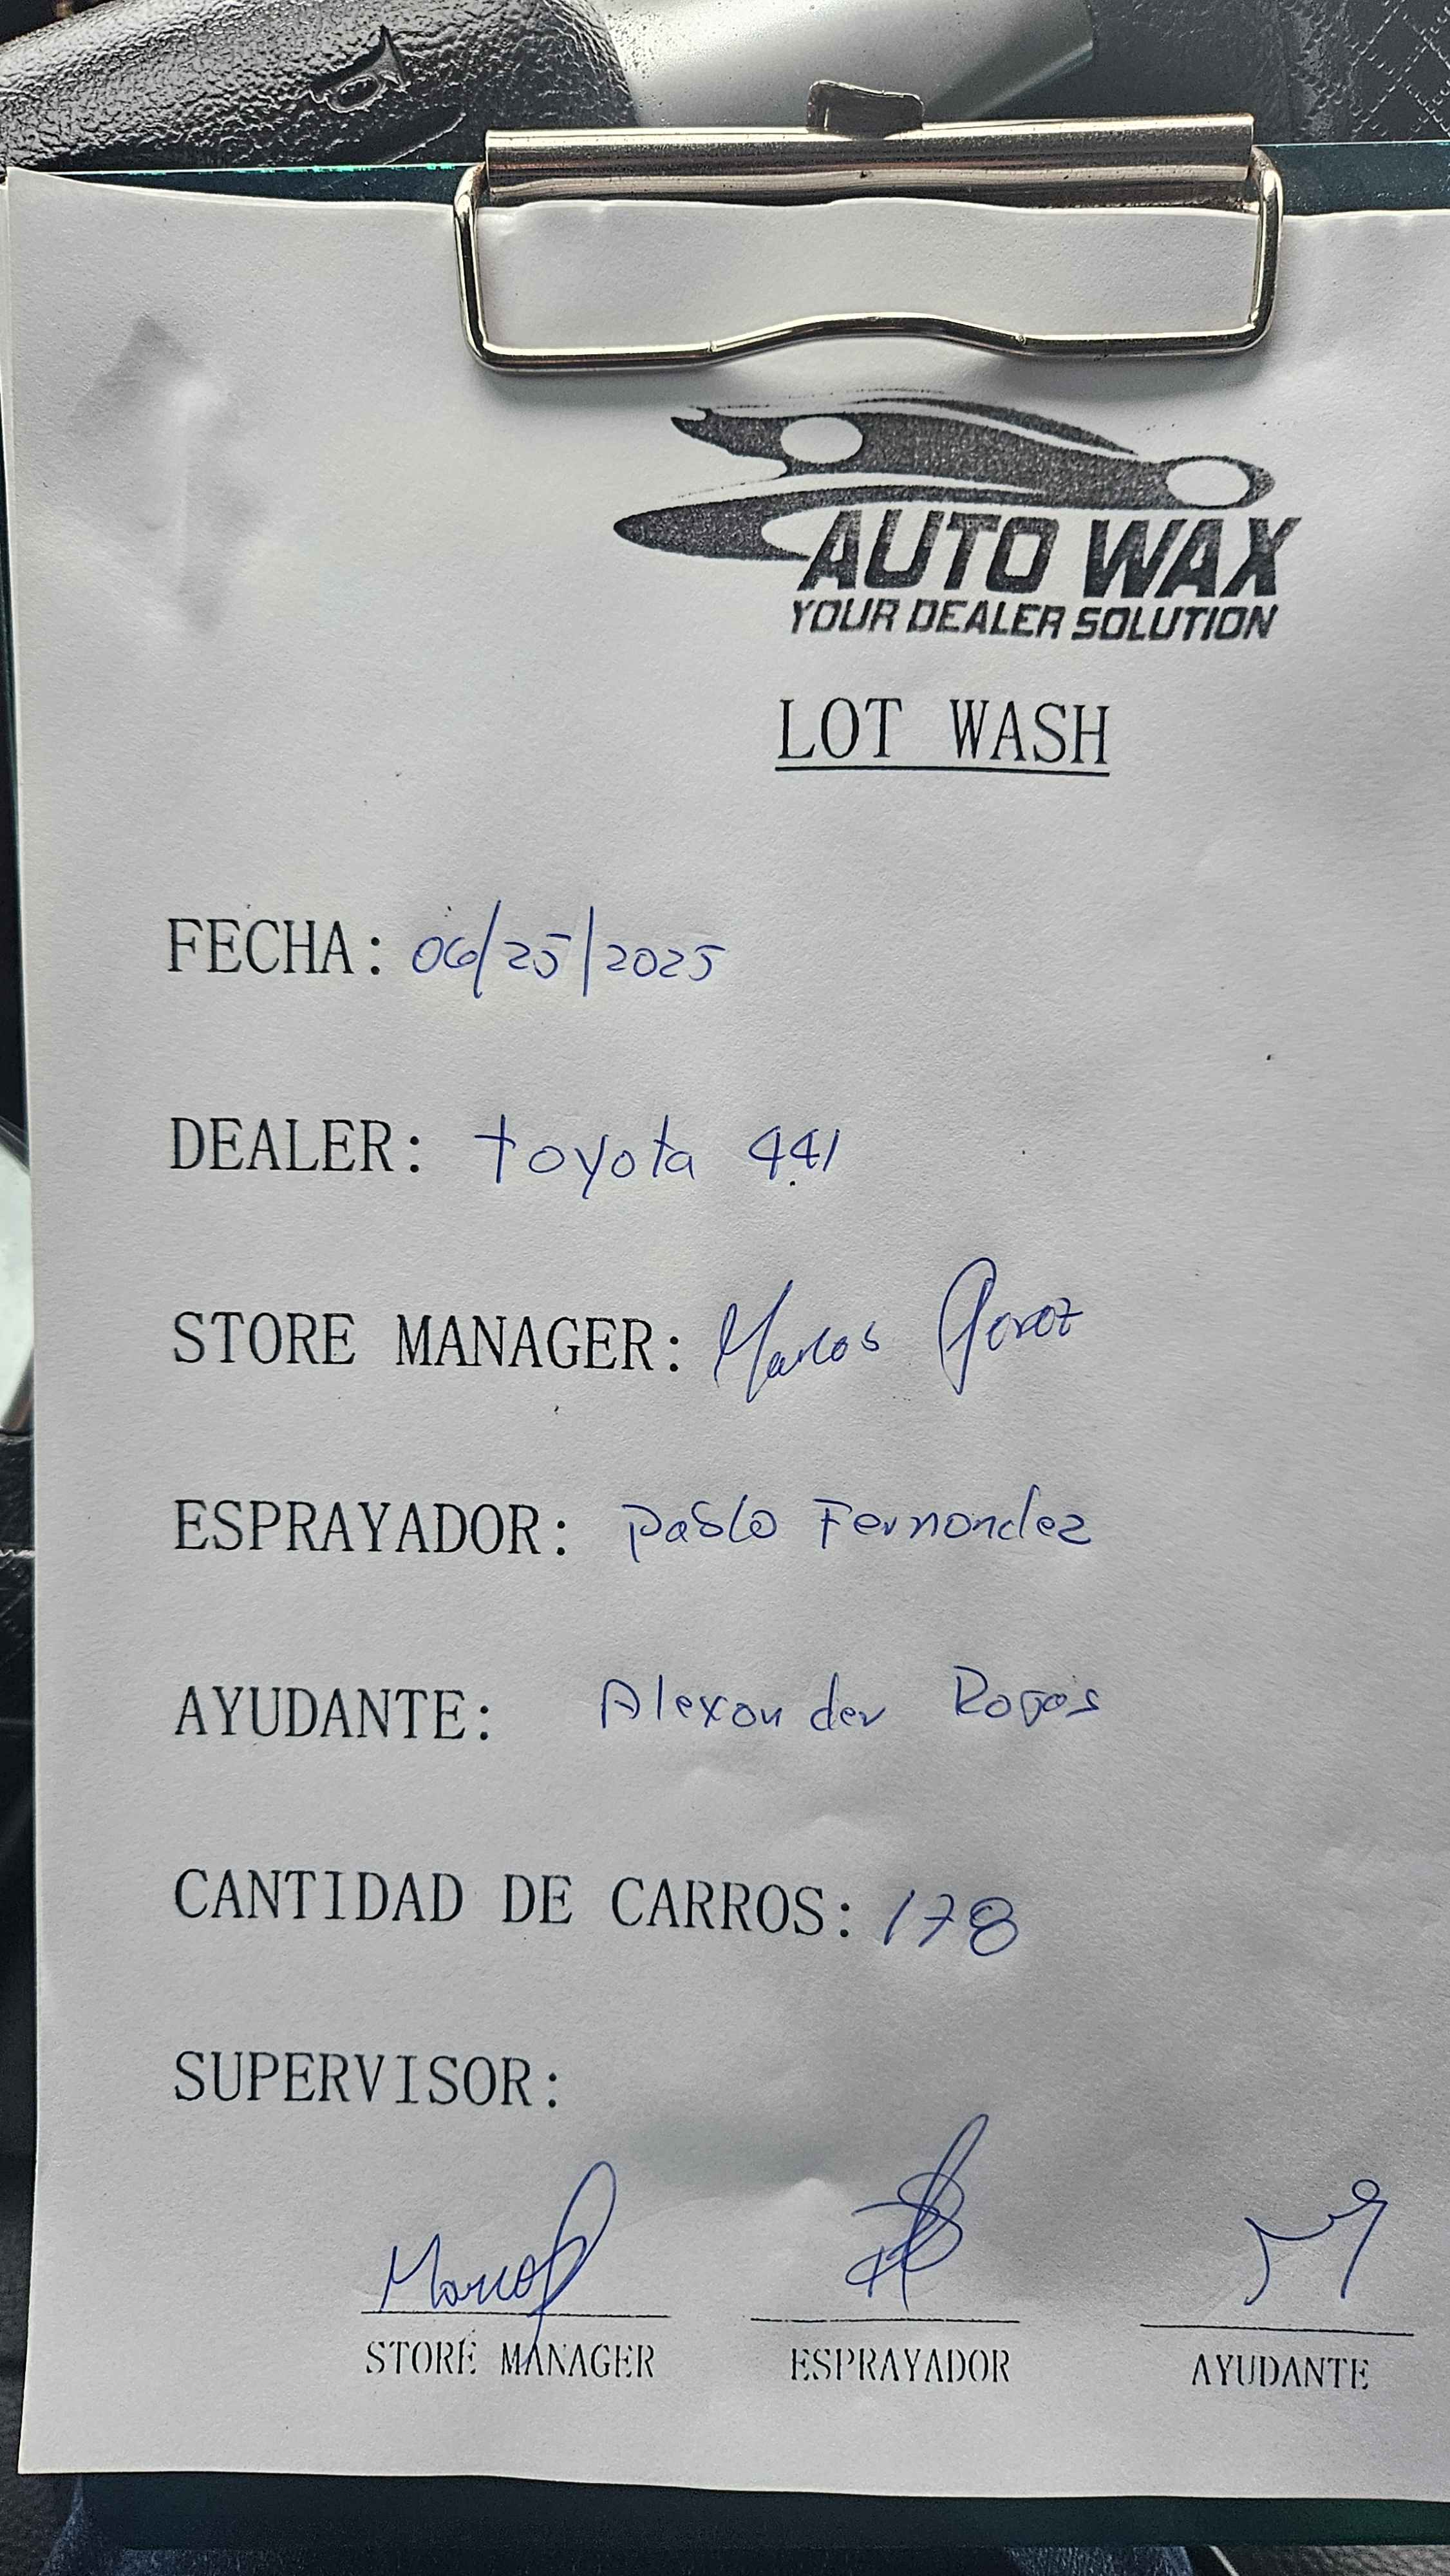 AUTO WAX
YOUR DEALER SOLUTION
LOT WASH
FECHA: 06/25/2025
DEALER: toyota 441
STORE MANAGER: Marcos
ESPRAYADOR: Pablo Fernandez
AYUDANTE: Alexander
CANTIDAD DE CARROS: 178
SUPERVISOR:
STORE MANAGER ESPRAYADOR AYUDANTE